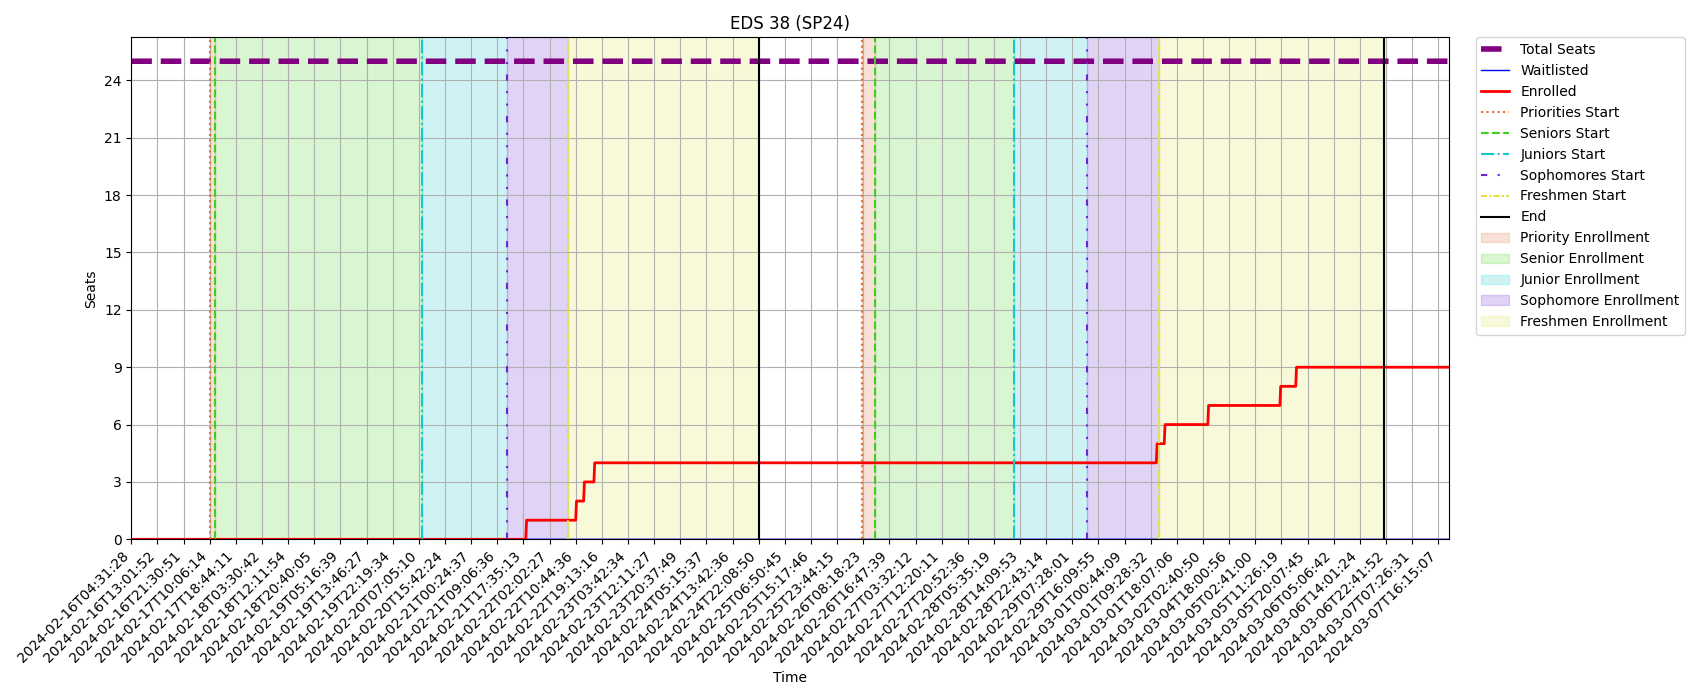 EDS 38 (SP24)
Seats
24
21
18
15
12
9
6
3
0
2024-02-16T04:31:28
2024-02-16T13:01:52
2024-02-16T21:30:51
2024-02-17T10:06:14
2024-02-17T18:44:11
2024-02-18T03:30:42
2024-02-18T12:11:54
2024-02-18T20:40:05
2024-02-19T05:16:39
2024-02-19T13:46:27
2024-02-19T22:19:34
2024-02-20T07:05:10
2024-02-20T15:42:24
2024-02-21T00:24:37
2024-02-21T09:06:36
2024-02-21T17:35:13
2024-02-22T02:02:27
2024-02-22T10:44:36
2024-02-22T19:13:16
2024-02-23T03:42:34
2024-02-23T12:11:27
2024-02-23T20:37:49
2024-02-24T05:15:37
2024-02-24T13:42:36
2024-02-24T22:08:50
2024-02-25T06:50:45
2024-02-25T15:17:46
2024-02-25T23:44:15
2024-02-26T08:18:23
2024-02-26T16:47:39
2024-02-27T03:32:12
2024-02-27T12:20:11
2024-02-27T20:52:36
2024-02-28T05:35:19
2024-02-28T14:09:53
2024-02-28T22:43:14
2024-02-29T07:28:01
2024-02-29T16:09:55
2024-03-01T00:44:09
2024-03-01T09:28:32
2024-03-01T18:07:06
2024-03-02T02:40:50
2024-03-04T18:00:56
2024-03-05T02:41:00
2024-03-05T11:26:19
2024-03-05T20:07:45
2024-03-06T05:06:42
2024-03-06T14:01:24
2024-03-06T22:41:52
2024-03-07T07:26:31
2024-03-07T16:15:07
Time
Total Seats
Waitlisted
Enrolled
Priorities Start
Seniors Start
Juniors Start
Sophomores Start
Freshmen Start
End
Priority Enrollment
Senior Enrollment
Junior Enrollment
Sophomore Enrollment
Freshmen Enrollment